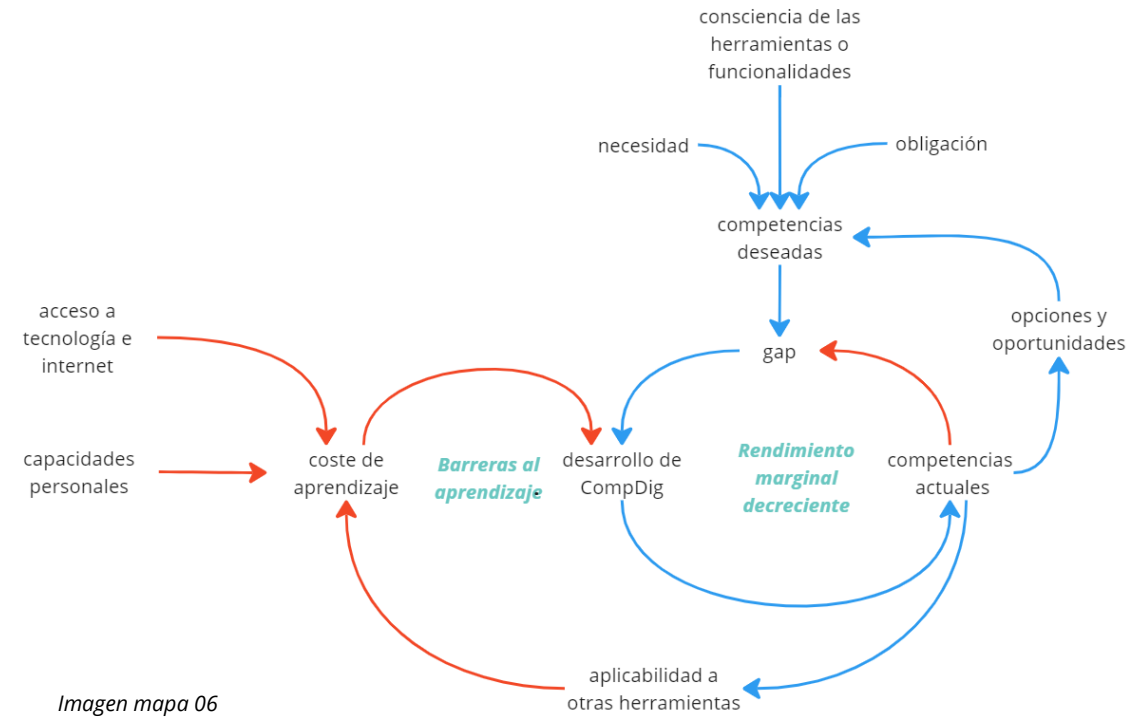 consciencia de las
herramientas o
funcionalidades
necesidad
obligación
competencias
deseadas
acceso a
tecnología e
internet
opciones y
oportunidades
gap
capacidades
personales
coste de
aprendizaje
Barreras al
aprendizaje
desarrollo de
CompDig
Rendimiento
marginal
decreciente
competencias
actuales
aplicabilidad a
otras herramientas
Imagen mapa 06